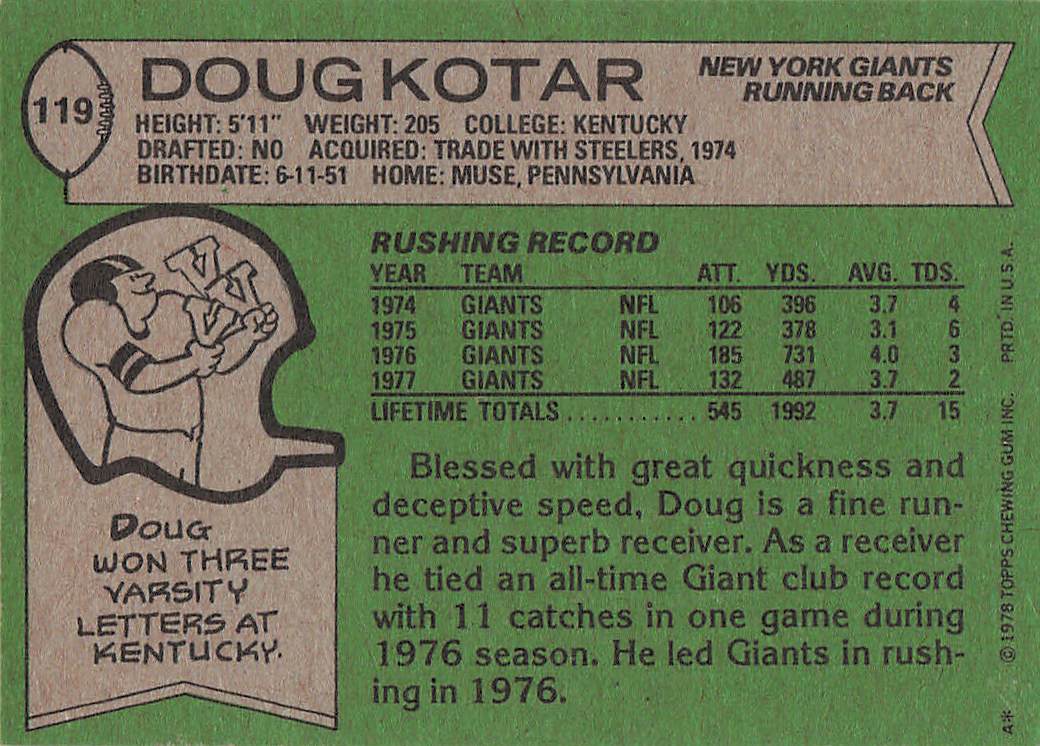 119
DOUG KOTAR
NEW YORK GIANTS
RUNNING BACK
HEIGHT: 5'11" WEIGHT: 205 COLLEGE: KENTUCKY
DRAFTED: NO ACQUIRED: TRADE WITH STEELERS, 1974
BIRTHDATE: 6-11-51 HOME: MUSE, PENNSYLVANIA
RUSHING RECORD
YEAR TEAM ATT. YDS. AVG. TDS.
1974 GIANTS NFL 106 396 3.7 4
1975 GIANTS NFL 122 378 3.1 6
1976 GIANTS NFL 185 731 4.0 3
1977 GIANTS NFL 132 487 3.7 2
LIFETIME TOTALS........... 545 1992 3.7 15
Blessed with great quickness and
deceptive speed, Doug is a fine run-
ner and superb receiver. As a receiver
he tied an all-time Giant club record
with 11 catches in one game during
1976 season. He led Giants in rush-
ing in 1976.
V
V
V
DOUG
WON THREE
VARSITY
LETTERS AT
KENTUCKY.
A* © 1978 TOPPS CHEWING GUM INC. PRTD. IN U.S.A.